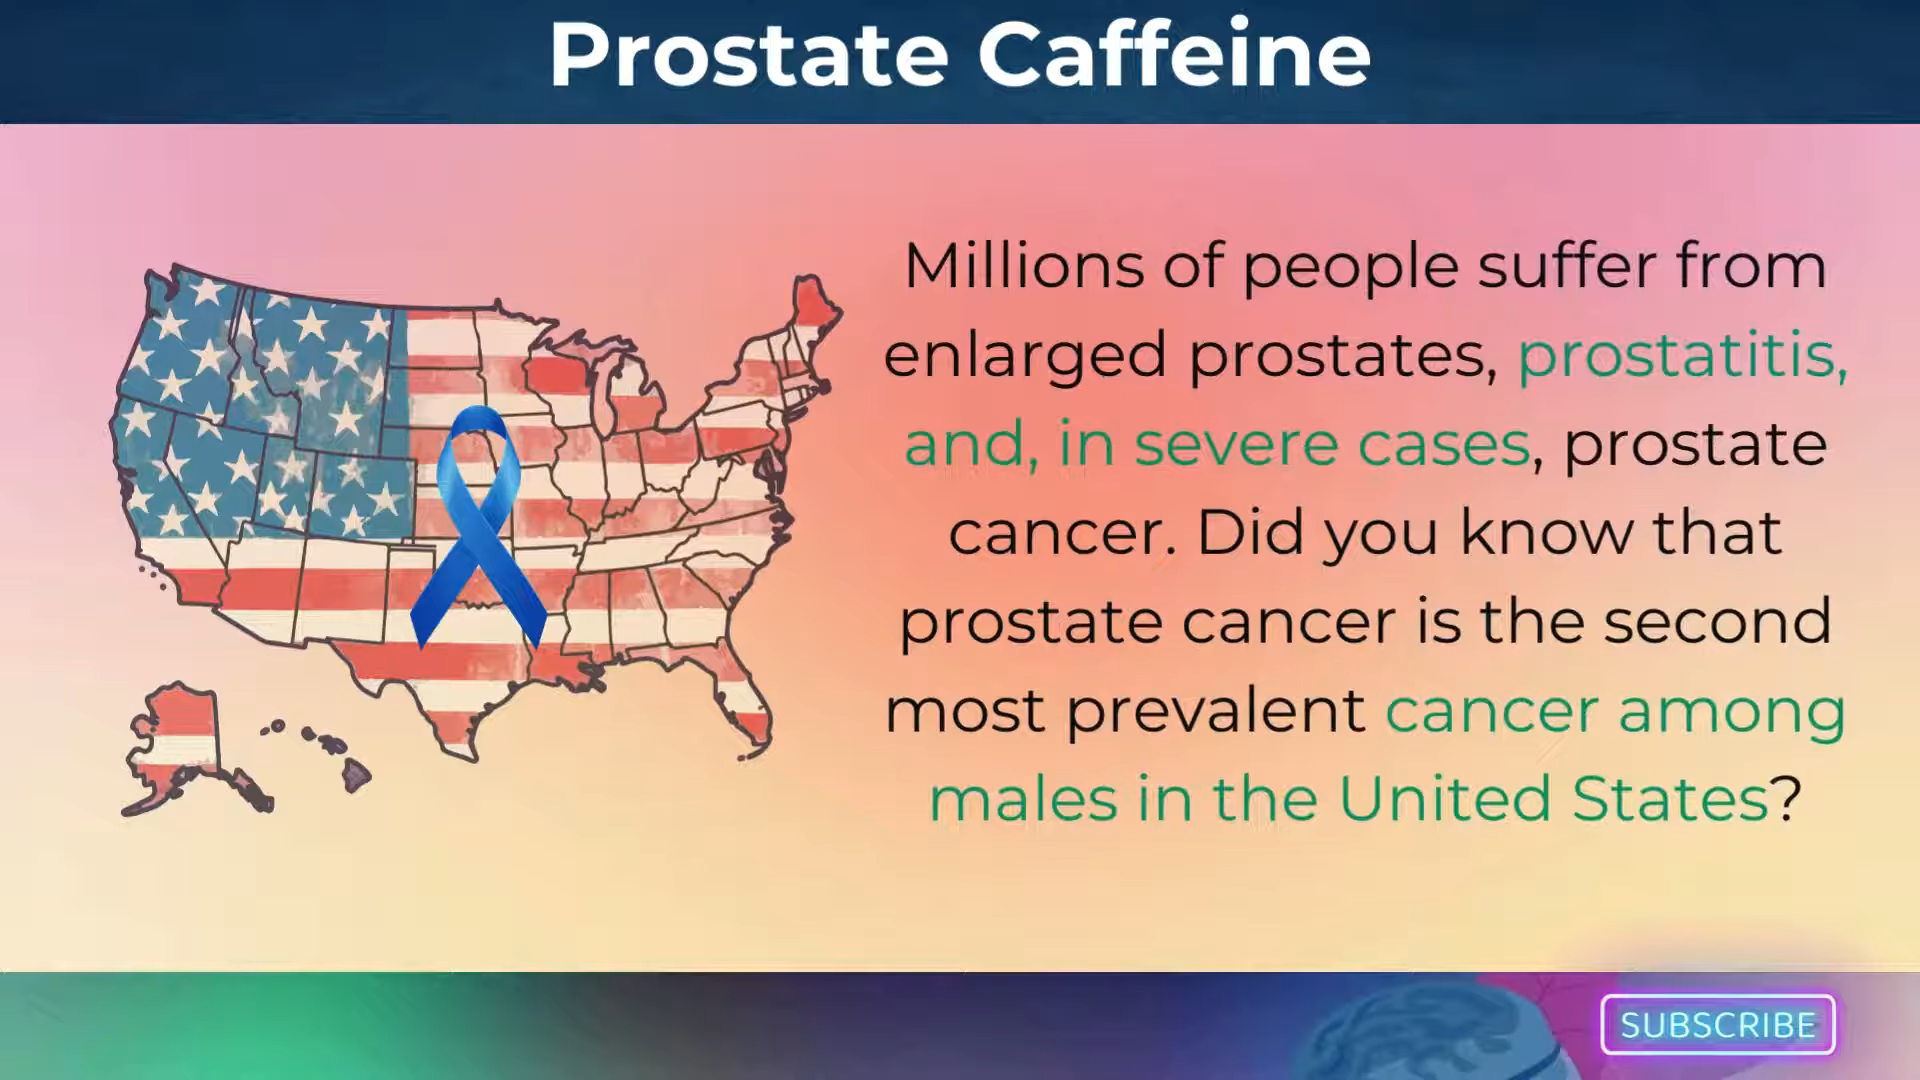 Prostate Caffeine
Millions of people suffer from
enlarged prostates, prostatitis,
and, in severe cases, prostate
cancer. Did you know that
prostate cancer is the second
most prevalent cancer among
males in the United States?
SUBSCRIBE